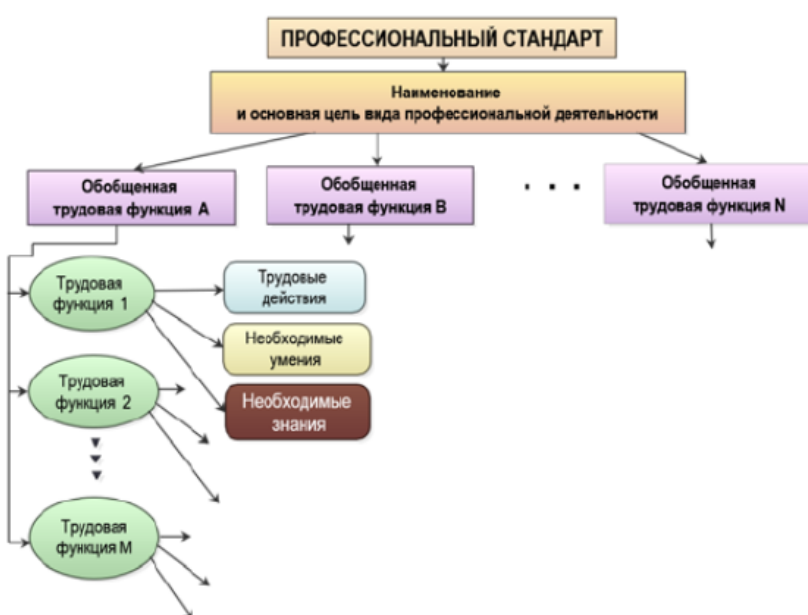 ПРОФЕССИОНАЛЬНЫЙ СТАНДАРТ
Наименование
и основная цель вида профессиональной деятельности
Обобщенная
трудовая функция A
Обобщенная
трудовая функция B
. . .
Обобщенная
трудовая функция N
Трудовая
функция 1
Трудовые
действия
Необходимые
умения
Трудовая
функция 2
Необходимые
знания
Трудовая
функция M